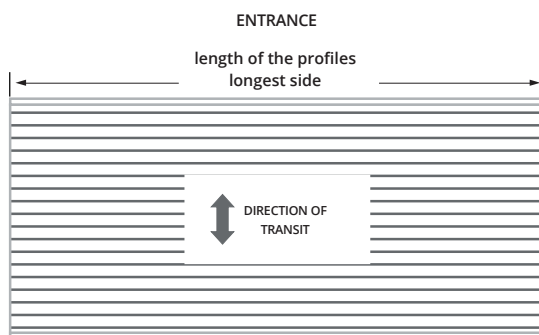 ENTRANCE
length of the profiles
longest side
DIRECTION OF
TRANSIT